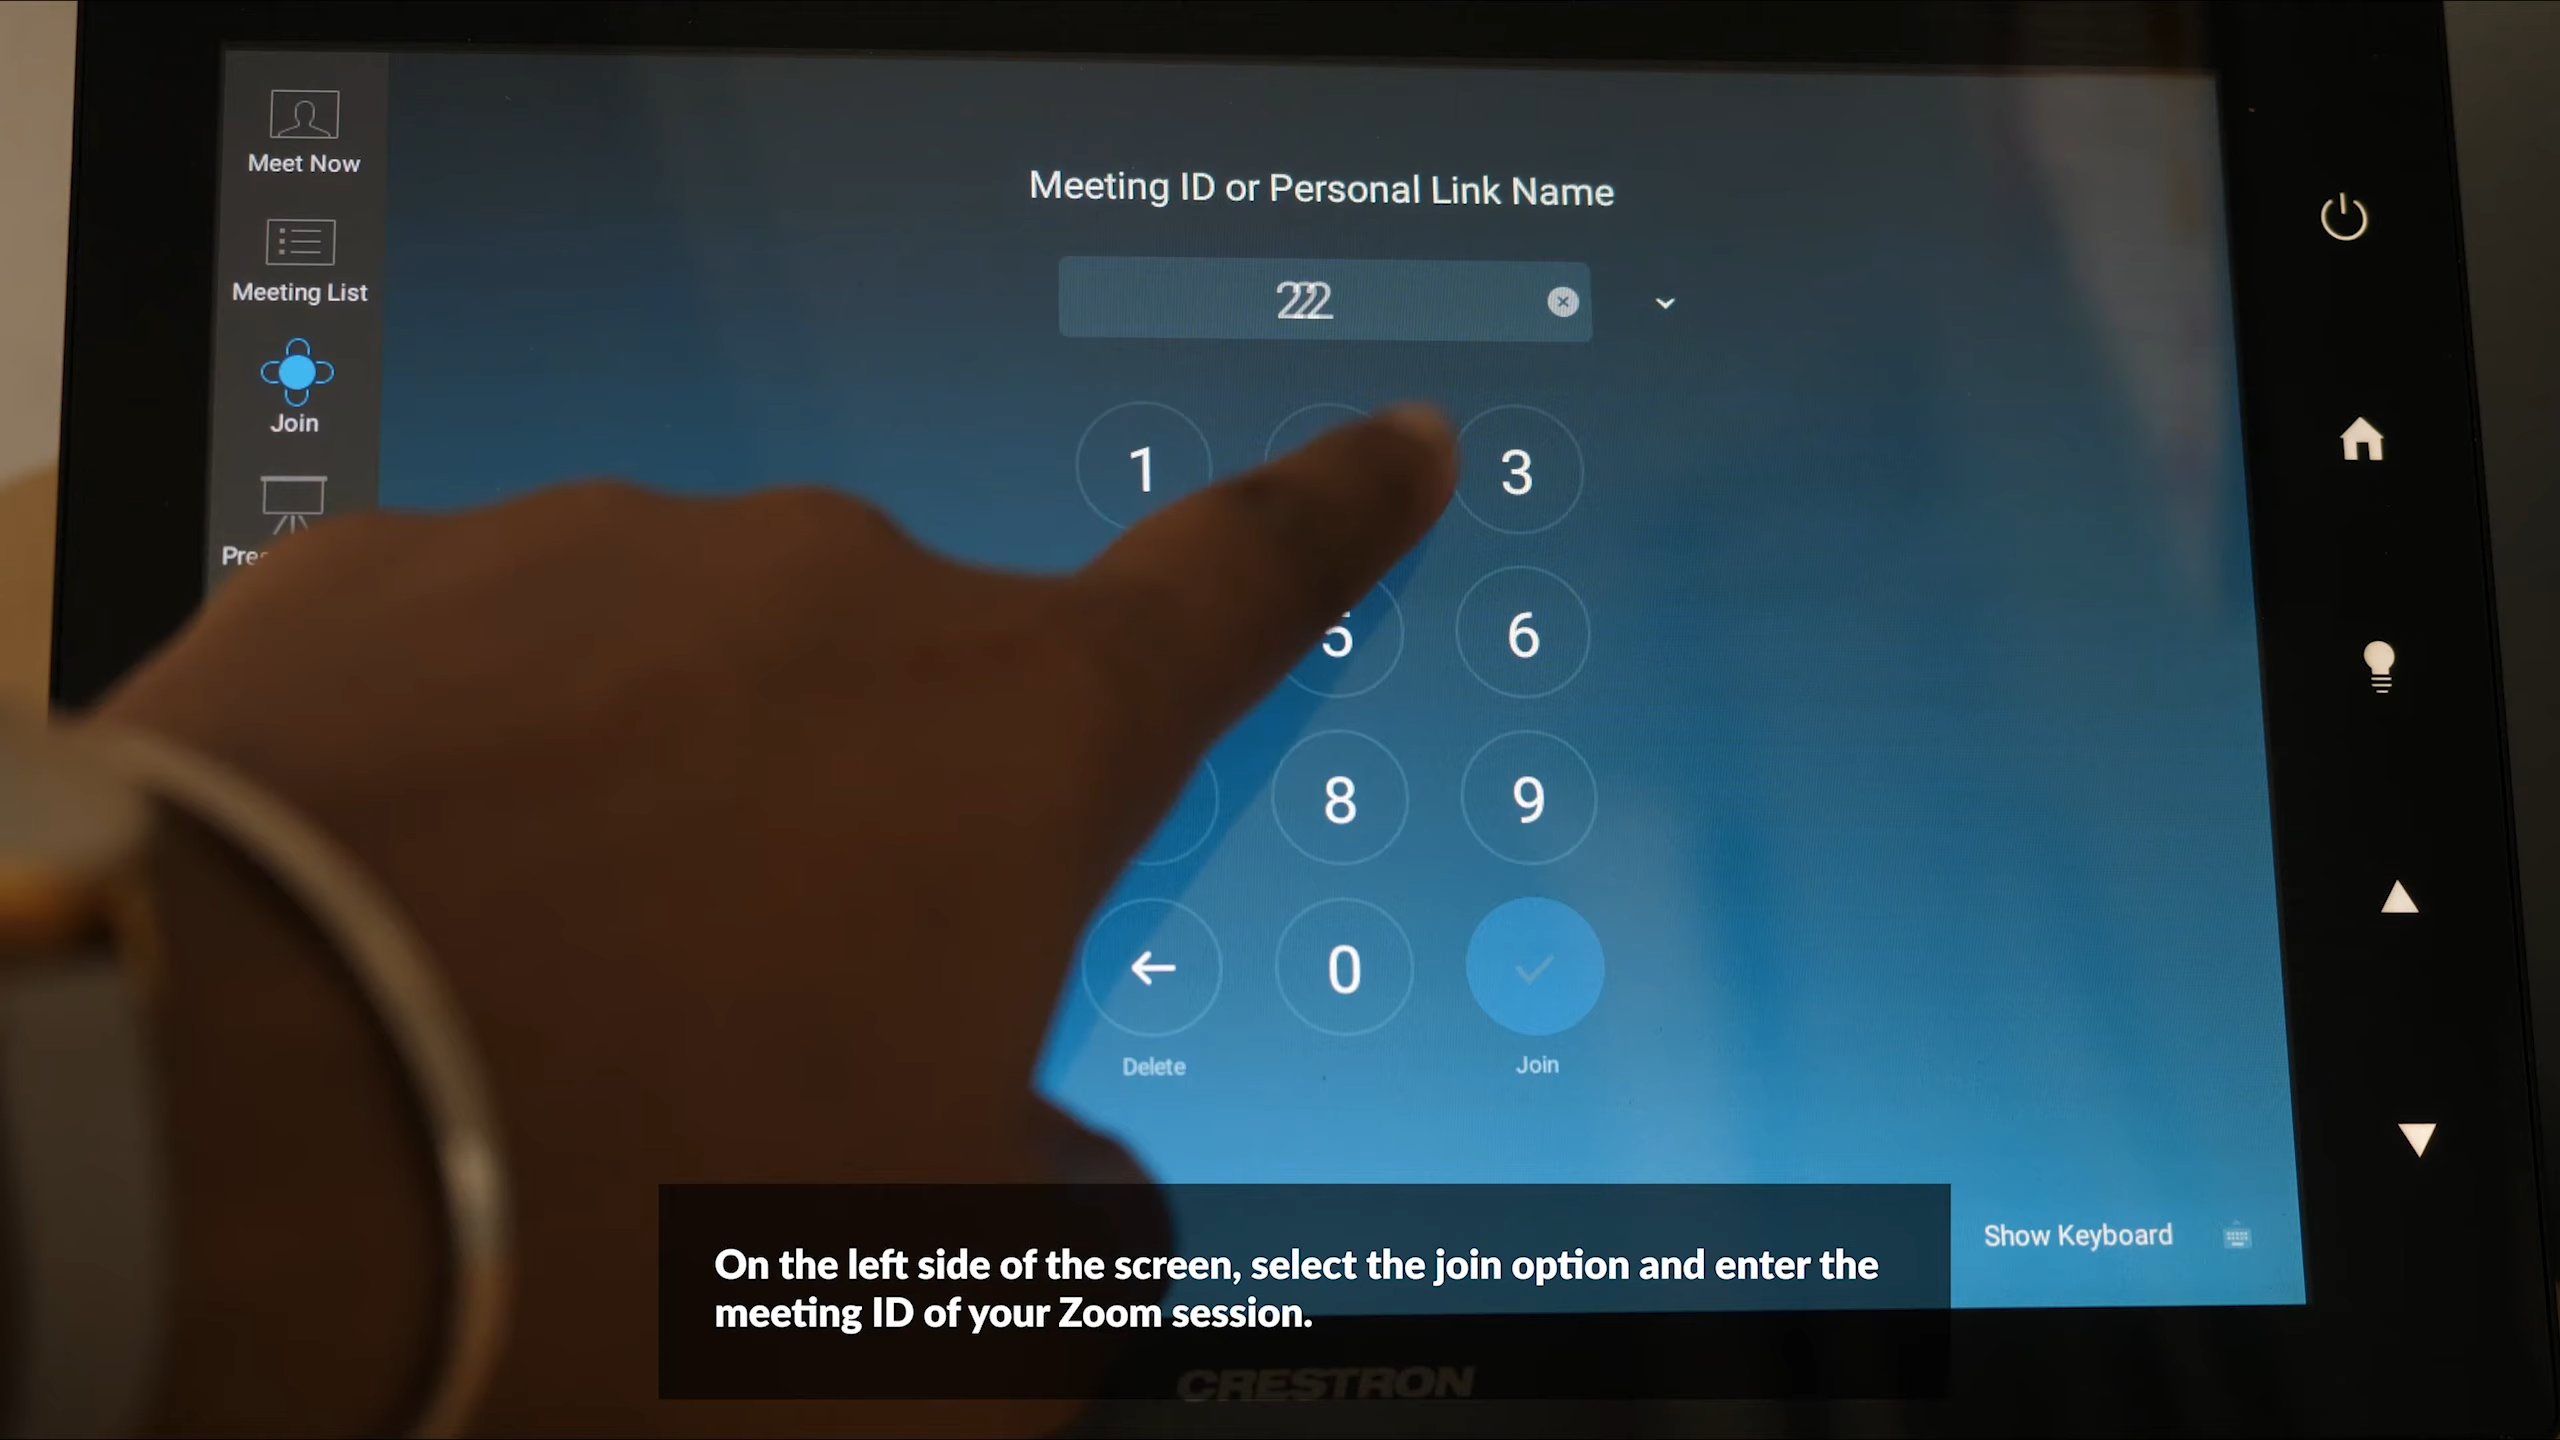 Meet Now
Meeting List
Join
Meeting ID or Personal Link Name
1
3
5
6
8
9
0
Delete
Join
Show Keyboard
On the left side of the screen, select the join option and enter the
meeting ID of your Zoom session.
CRESTRON